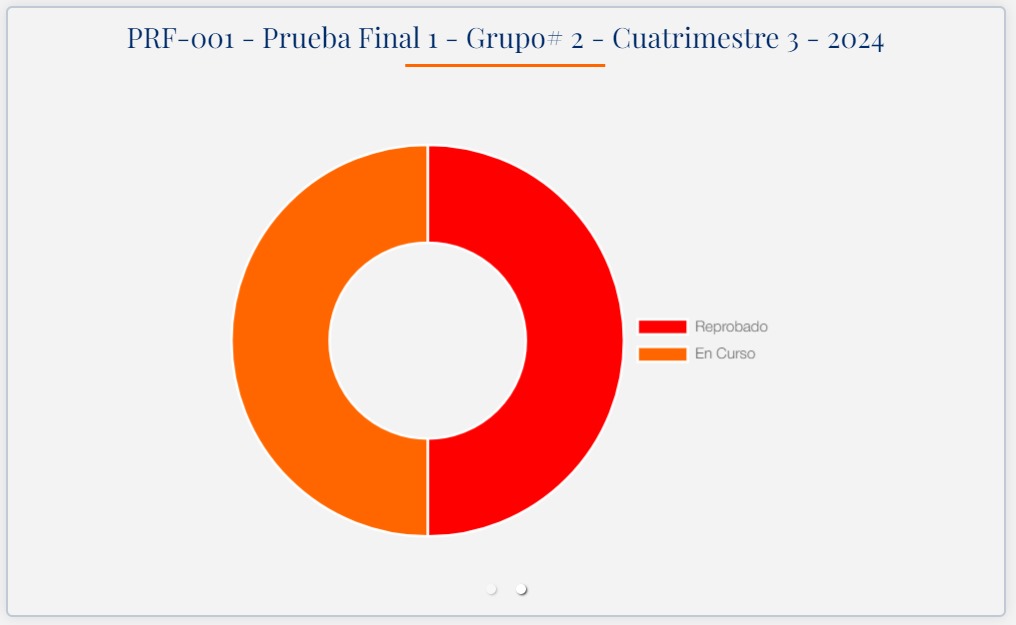 PRF-001 - Prueba Final 1 - Grupo# 2 - Cuatrimestre 3 - 2024
Reprobado
En Curso